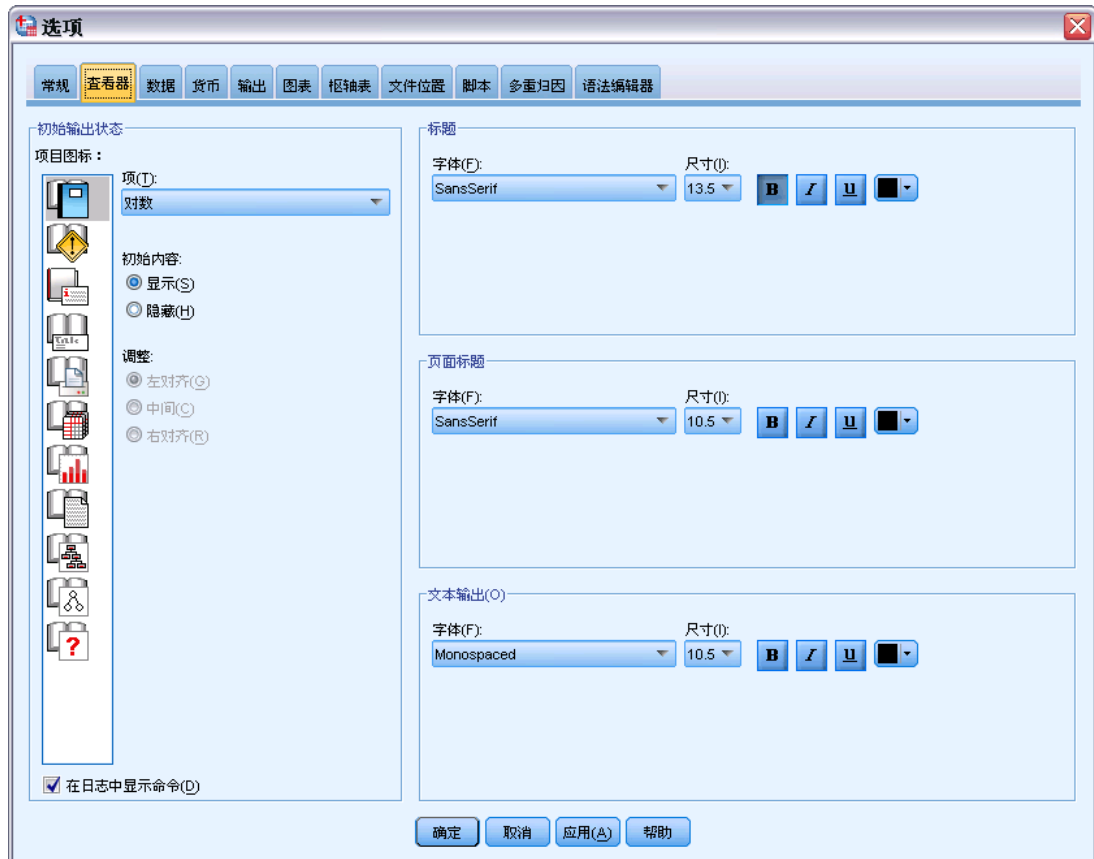 选项
常规 查看器 数据 货币 输出 图表 枢轴表 文件位置 脚本 多重归因 语法编辑器
初始输出状态
项目图标：
项(T):
对数
初始内容:
显示(S)
隐藏(H)
调整:
左对齐(G)
中间(C)
右对齐(R)
在日志中显示命令(D)
标题
字体(F): 尺寸(I):
SansSerif 13.5 B I U
页面标题
字体(F): 尺寸(I):
SansSerif 10.5 B I U
文本输出(O)
字体(F): 尺寸(I):
Monospaced 10.5 B I U
确定 取消 应用(A) 帮助